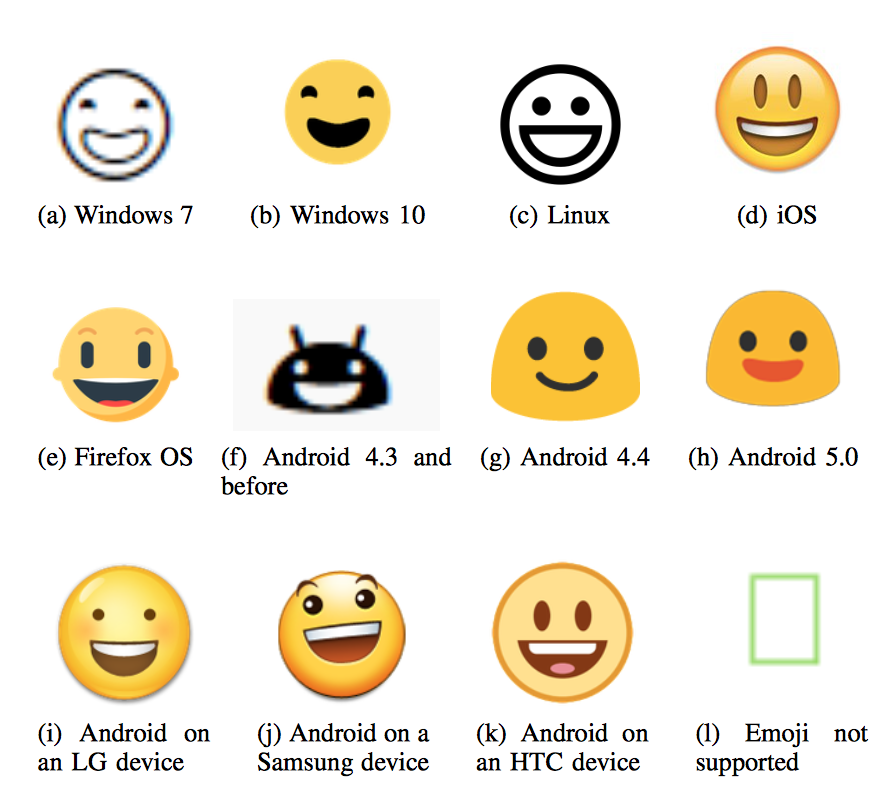 (a) Windows 7
(b) Windows 10
(c) Linux
(d) iOS
(e) Firefox OS
(f) Android 4.3 and
before
(g) Android 4.4
(h) Android 5.0
(i) Android on
an LG device
(j) Android on a
Samsung device
(k) Android on
an HTC device
(l) Emoji not
supported